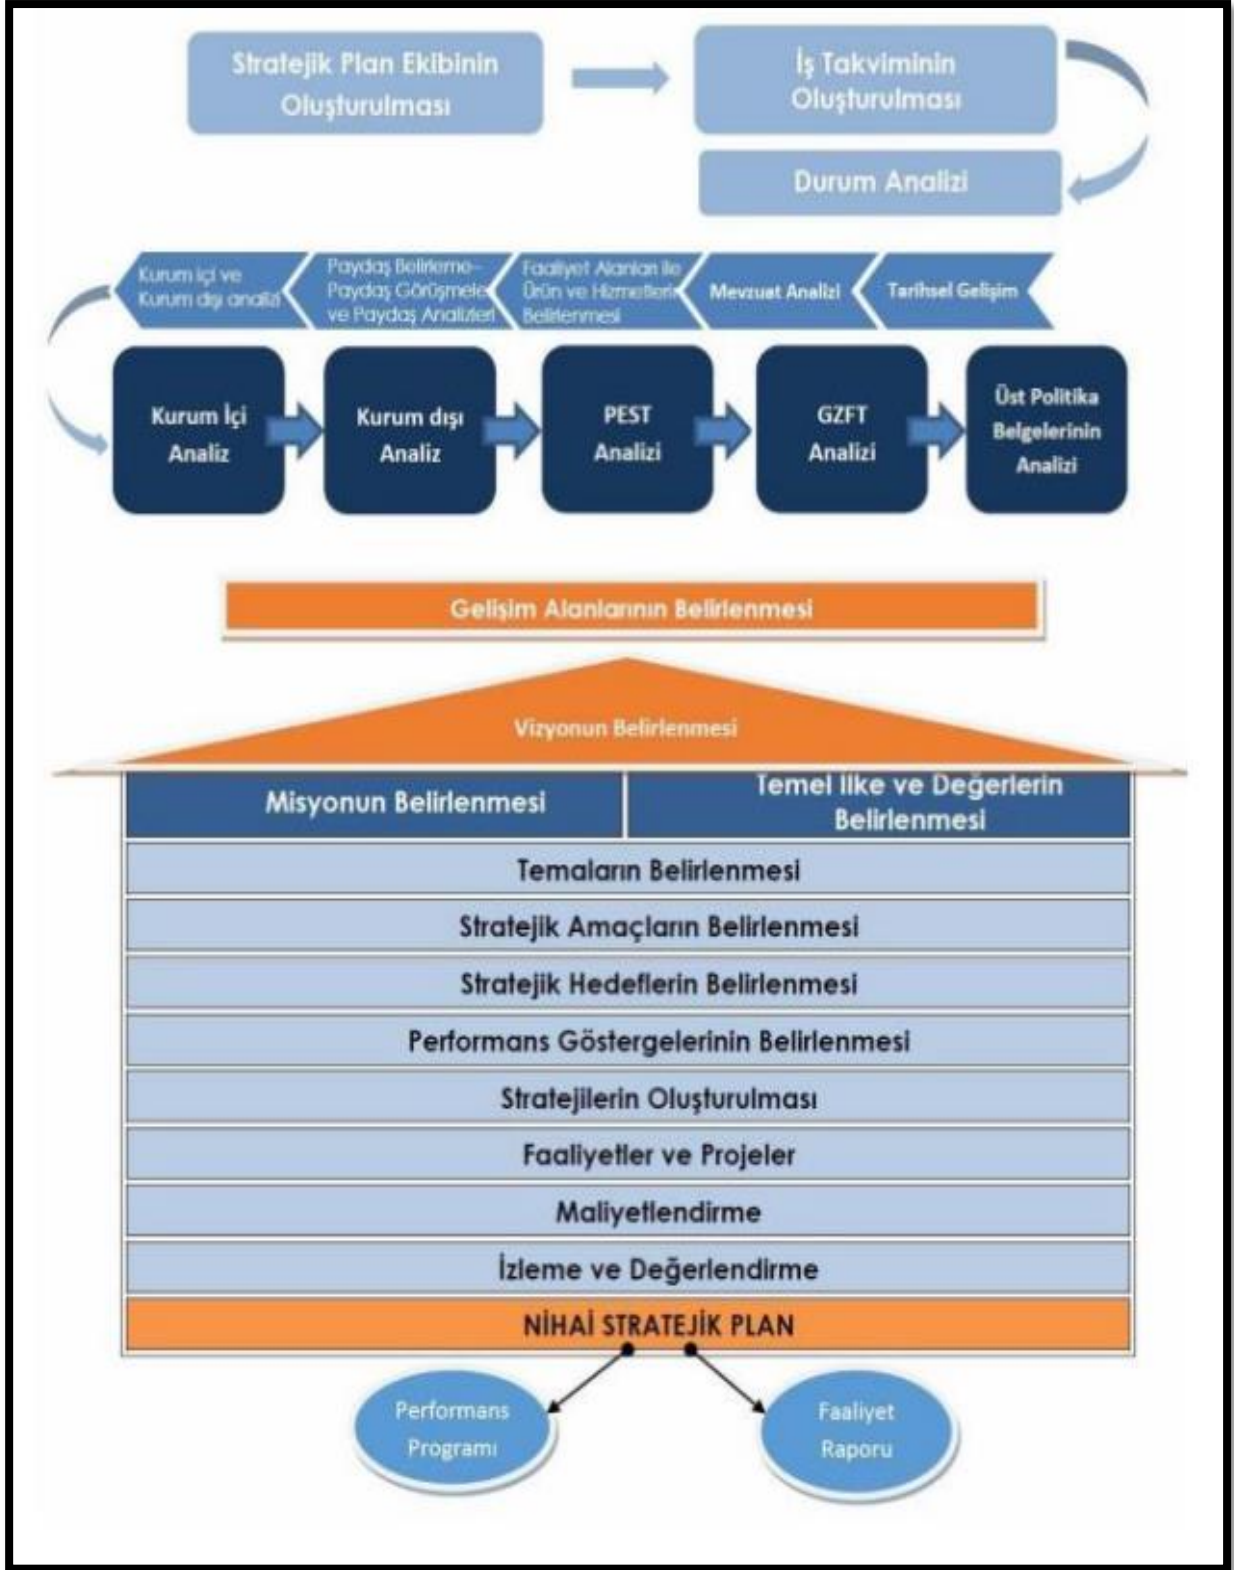 Stratejik Plan Ekibinin
Oluşturulması
İş Takviminin
Oluşturulması
Durum Analizi
Kurum içi ve
Kurum dışı analizi
Paydaş Belirleme–
Paydaş Görüşmele
ve Paydaş Analizleri
Faaliyet Alanları ile
Ürün ve Hizmetleri
Belirlenmesi
Mevzuat Analizi
Tarihsel Gelişim
Kurum İçi
Analiz
Kurum dışı
Analiz
PEST
Analizi
GZFT
Analizi
Üst Politika
Belgelerinin
Analizi
Gelişim Alanlarının Belirlenmesi
Vizyonun Belirlenmesi
Misyonun Belirlenmesi
Temel İlke ve Değerlerin
Belirlenmesi
Temaların Belirlenmesi
Stratejik Amaçların Belirlenmesi
Stratejik Hedeflerin Belirlenmesi
Performans Göstergelerinin Belirlenmesi
Stratejilerin Oluşturulması
Faaliyetler ve Projeler
Maliyetlendirme
İzleme ve Değerlendirme
NİHAİ STRATEJİK PLAN
Performans
Programı
Faaliyet
Raporu